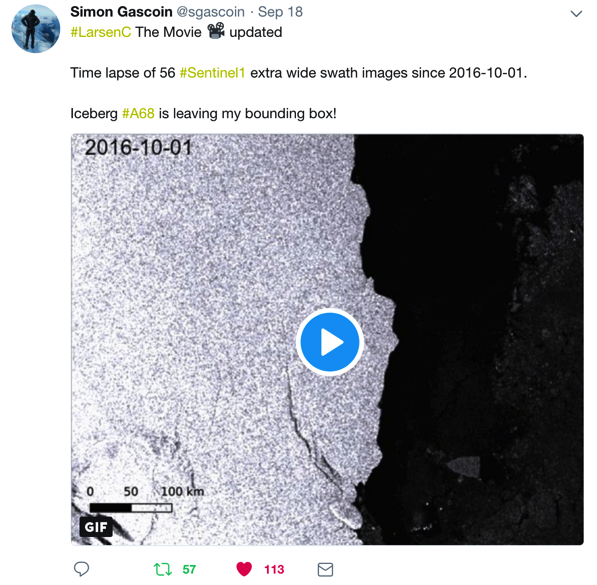 Simon Gascoin @sgascoin · Sep 18
#LarsenC The Movie 🎥 updated
Time lapse of 56 #Sentinel1 extra wide swath images since 2016-10-01.
Iceberg #A68 is leaving my bounding box!
2016-10-01
0 50 100 km
GIF
57 113